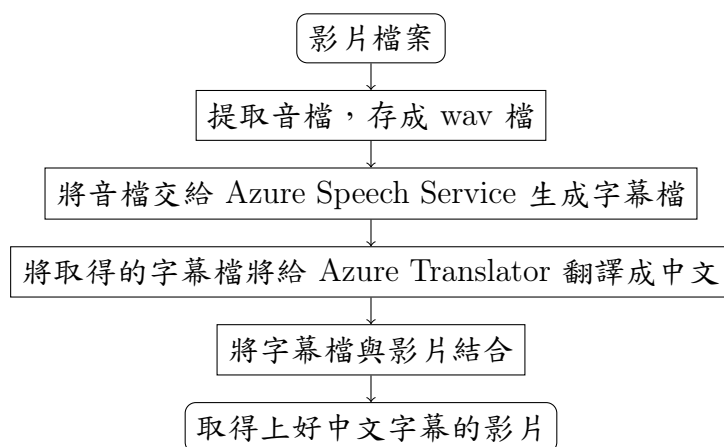 影片檔案
提取音檔，存成 wav 檔
將音檔交給 Azure Speech Service 生成字幕檔
將取得的字幕檔將給 Azure Translator 翻譯成中文
將字幕檔與影片結合
取得上好中文字幕的影片